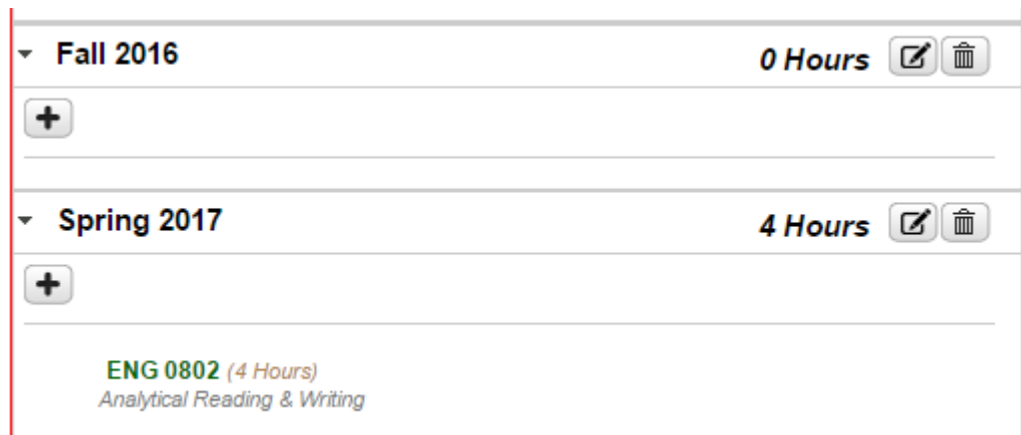 Fall 2016
0 Hours
Spring 2017
4 Hours
ENG 0802 (4 Hours)
Analytical Reading & Writing